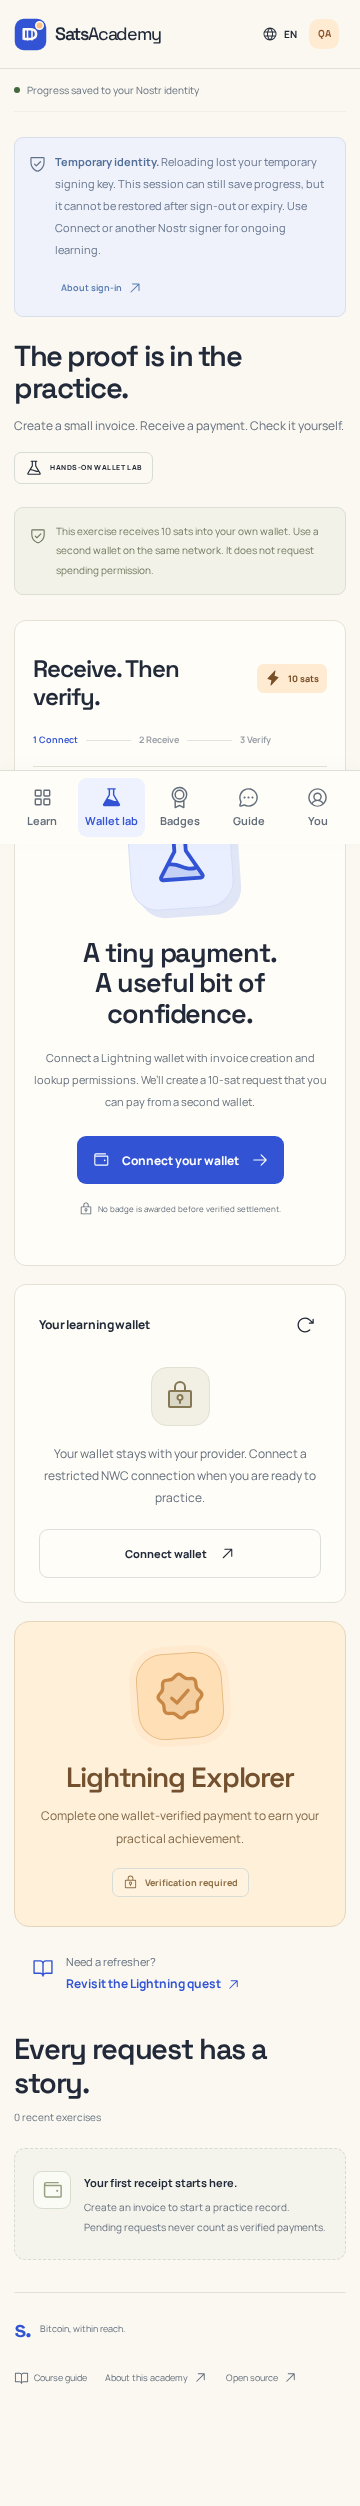 SatsAcademy
EN
QA
Progress saved to your Nostr identity
Temporary identity. Reloading lost your temporary
signing key. This session can still save progress, but
it cannot be restored after sign-out or expiry. Use
Connect or another Nostr signer for ongoing
learning.
About sign-in
The proof is in the
practice.
Create a small invoice. Receive a payment. Check it yourself.
HANDS-ON WALLET LAB
This exercise receives 10 sats into your own wallet. Use a
second wallet on the same network. It does not request
spending permission.
Receive. Then
verify.
10 sats
1 Connect 2 Receive 3 Verify
Learn Wallet lab Badges Guide You
A tiny payment.
A useful bit of
confidence.
Connect a Lightning wallet with invoice creation and
lookup permissions. We'll create a 10-sat request that you
can pay from a second wallet.
Connect your wallet
No badge is awarded before verified settlement.
Your learning wallet
Your wallet stays with your provider. Connect a
restricted NWC connection when you are ready to
practice.
Connect wallet
Lightning Explorer
Complete one wallet-verified payment to earn your
practical achievement.
Verification required
Need a refresher?
Revisit the Lightning quest
Every request has a
story.
0 recent exercises
Your first receipt starts here.
Create an invoice to start a practice record.
Pending requests never count as verified payments.
s. Bitcoin, within reach.
Course guide About this academy Open source